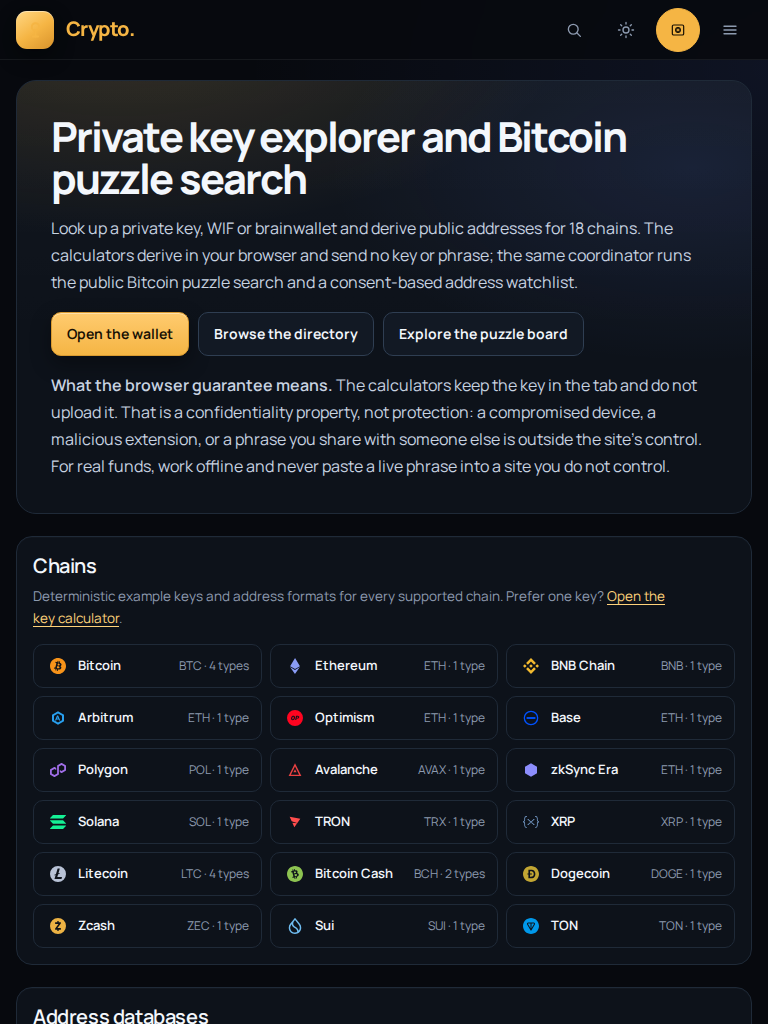 Crypto.
Private key explorer and Bitcoin
puzzle search
Look up a private key, WIF or brainwallet and derive public addresses for 18 chains. The
calculators derive in your browser and send no key or phrase; the same coordinator runs
the public Bitcoin puzzle search and a consent-based address watchlist.
Open the wallet
Browse the directory
Explore the puzzle board
What the browser guarantee means. The calculators keep the key in the tab and do not
upload it. That is a confidentiality property, not protection: a compromised device, a
malicious extension, or a phrase you share with someone else is outside the site's control.
For real funds, work offline and never paste a live phrase into a site you do not control.
Chains
Deterministic example keys and address formats for every supported chain. Prefer one key? Open the
key calculator.
Bitcoin BTC · 4 types
Ethereum ETH · 1 type
BNB Chain BNB · 1 type
Arbitrum ETH · 1 type
Optimism ETH · 1 type
Base ETH · 1 type
Polygon POL · 1 type
Avalanche AVAX · 1 type
zkSync Era ETH · 1 type
Solana SOL · 1 type
TRON TRX · 1 type
XRP XRP · 1 type
Litecoin LTC · 4 types
Bitcoin Cash BCH · 2 types
Dogecoin DOGE · 1 type
Zcash ZEC · 1 type
Sui SUI · 1 type
TON TON · 1 type
Address databases